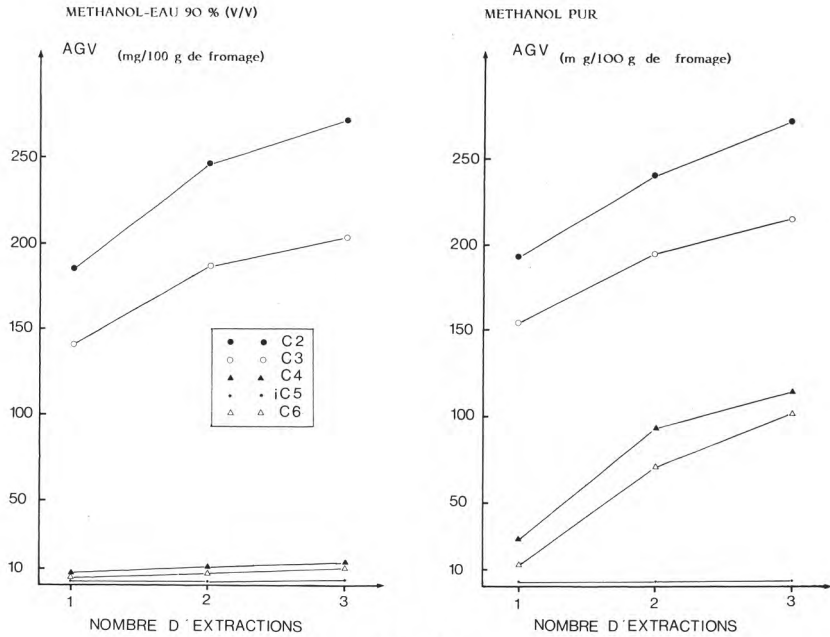 METHANOL-EAU 90 % (V/V)
AGV (mg/100 g de fromage)
250
200
150
100
50
10
1 2 3
NOMBRE D'EXTRACTIONS
C2
C3
C4
iC5
C6
METHANOL PUR
AGV (m g/100 g de fromage)
250
200
150
100
50
10
1 2 3
NOMBRE D'EXTRACTIONS